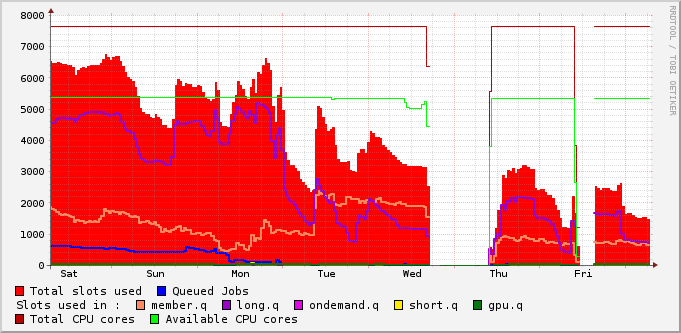 8000
7000
6000
5000
4000
3000
2000
1000
0
Sat Sun Mon Tue Wed Thu Fri
RRDTOOL / TOBI OETIKER
Total slots used Queued Jobs
Slots used in : member.q long.q ondemand.q short.q gpu.q
Total CPU cores Available CPU cores